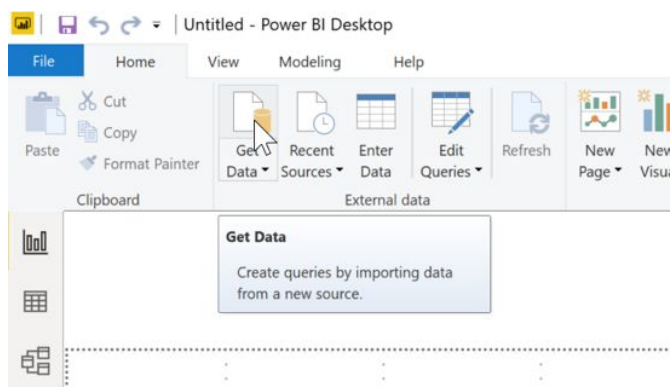 Untitled - Power BI Desktop
File Home View Modeling Help
Cut
Copy
Format Painter
Paste
Get Data
Recent Sources
Enter Data
Edit Queries
Refresh
New Page
New
Clipboard
External data
Get Data
Create queries by importing data
from a new source.